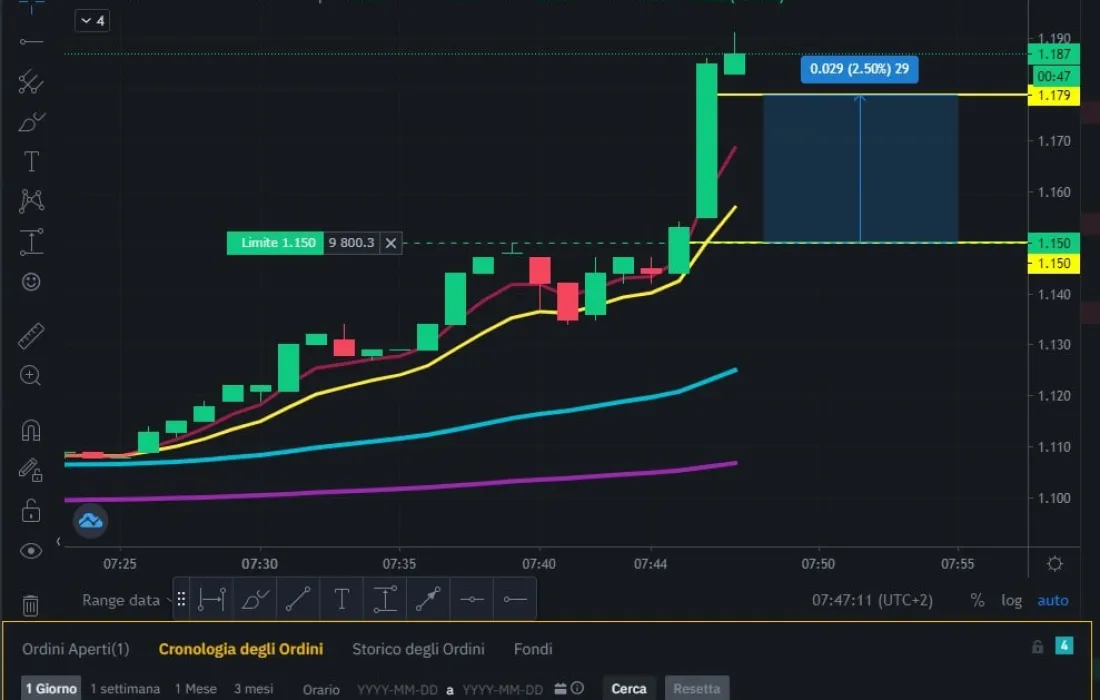 4
1.190
1.187
00:47
0.029 (2.50%) 29
1.179
1.170
1.160
Limite 1.150 9 800.3
1.150
1.150
1.140
1.130
1.120
1.110
1.100
07:25 07:30 07:35 07:40 07:44 07:50 07:55
Range data T 07:47:11 (UTC+2) % log auto
Ordini Aperti(1) Cronologia degli Ordini Storico degli Ordini Fondi 4
1 Giorno 1 settimana 1 Mese 3 mesi Orario YYYY-MM-DD a YYYY-MM-DD Cerca Resetta